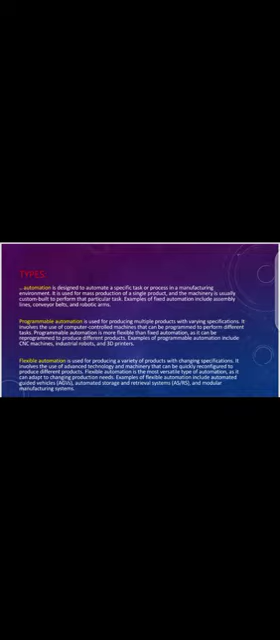 TYPES:
.. automation is designed to automate a specific task or process in a manufacturing
environment. It is used for mass production of a single product, and the machinery is usually
custom-built to perform that particular task. Examples of fixed automation include assembly
lines, conveyor belts, and robotic arms.
Programmable automation is used for producing multiple products with varying specifications. It
involves the use of computer-controlled machines that can be programmed to perform different
tasks. Programmable automation is more flexible than fixed automation, as it can be
reprogrammed to produce different products. Examples of programmable automation include
CNC machines, industrial robots, and 3D printers.
Flexible automation is used for producing a variety of products with changing specifications. It
involves the use of advanced technology and machinery that can be quickly reconfigured to
produce different products. Flexible automation is the most versatile type of automation, as it
can adapt to changing production needs. Examples of flexible automation include automated
guided vehicles (AGVs), automated storage and retrieval systems (AS/RS), and modular
manufacturing systems.